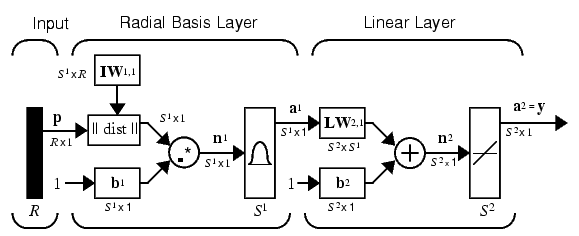 Input Radial Basis Layer Linear Layer
S¹xR IW1,1
p
Rx1
|| dist ||
S¹x1
.*
n¹
S¹x1
a¹
S¹x1
LW2,1
S²xS¹
+
n²
S²x1
a² = y
S²x1
1 b¹
S¹x1
1 b²
S²x1
R S¹ S²